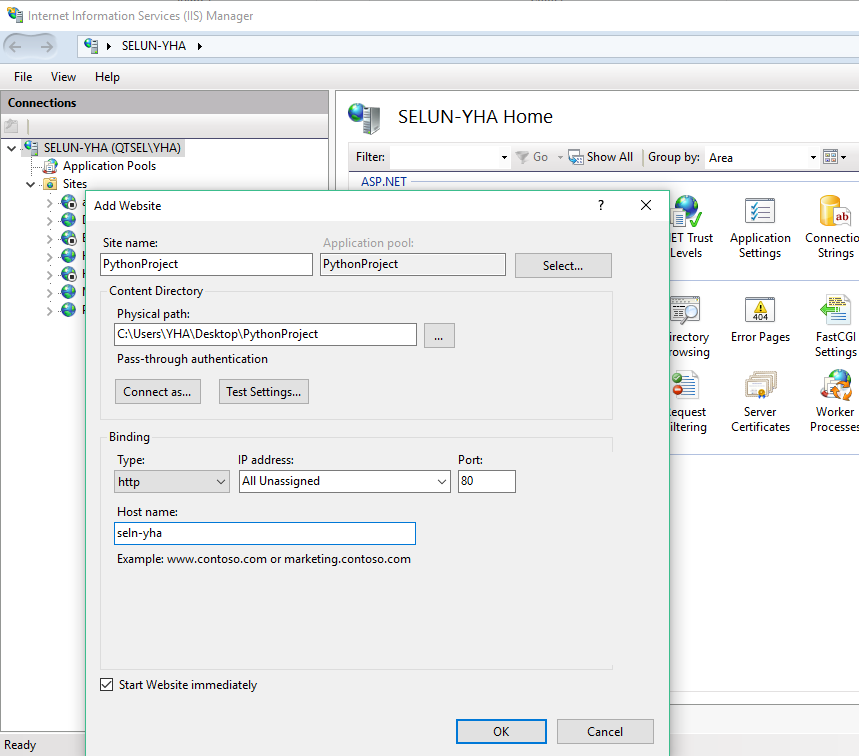 Internet Information Services (IIS) Manager
SELUN-YHA
File View Help
Connections
SELUN-YHA (QTSEL\YHA)
Application Pools
Sites
SELUN-YHA Home
Filter: Go Show All Group by: Area
ASP.NET
Add Website ?
Site name: Application pool:
PythonProject PythonProject Select...
Content Directory
Physical path:
C:\Users\YHA\Desktop\PythonProject ...
Pass-through authentication
Connect as... Test Settings...
Binding
Type: IP address: Port:
http All Unassigned 80
Host name:
seln-yha
Example: www.contoso.com or marketing.contoso.com
Start Website immediately
OK Cancel
ET Trust Application Connectio
Levels Settings Strings
ab
404
irectory Error Pages FastCGI
owsing Settings
equest Server Worker
ltering Certificates Processes
Ready